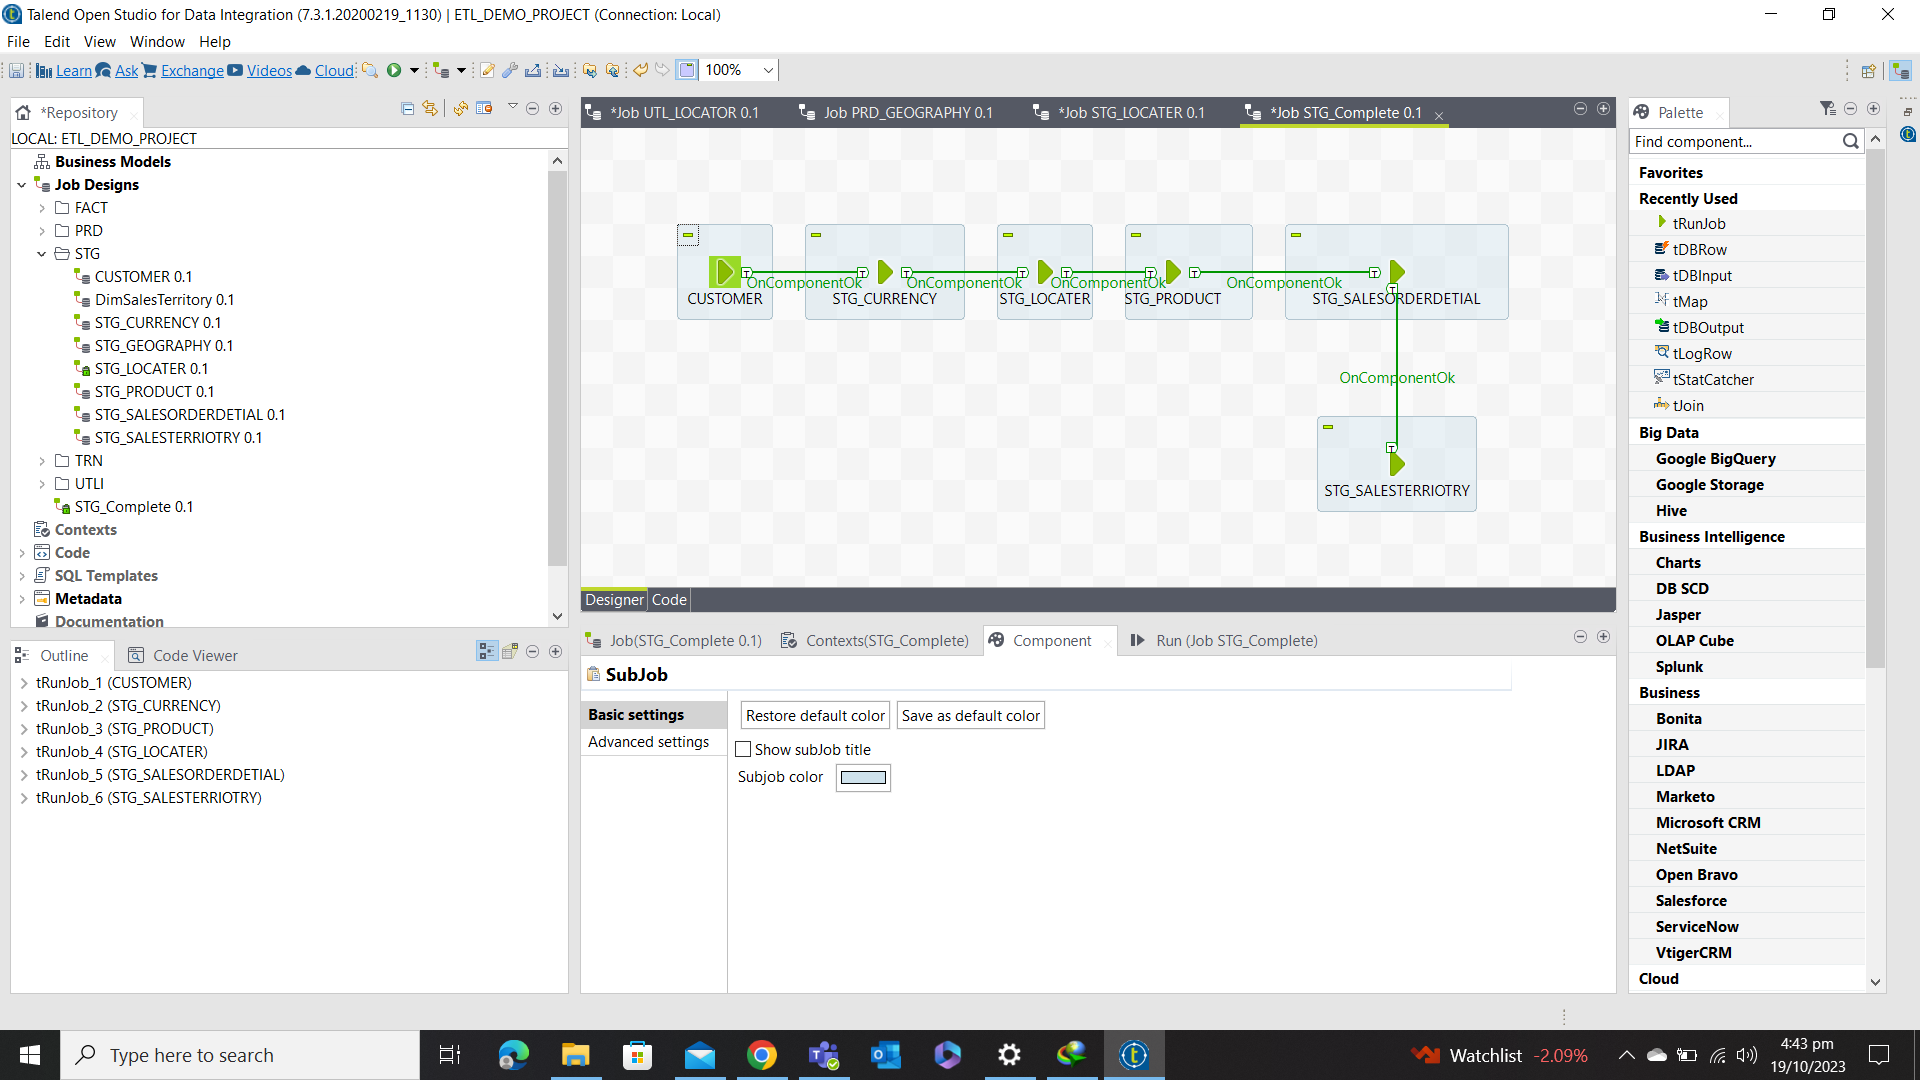 Talend Open Studio for Data Integration (7.3.1.20200219_1130) | ETL_DEMO_PROJECT (Connection: Local)
File Edit View Window Help
Learn Ask Exchange Videos Cloud 100%
*Repository
LOCAL: ETL_DEMO_PROJECT
Business Models
Job Designs
FACT
PRD
STG
CUSTOMER 0.1
DimSalesTerritory 0.1
STG_CURRENCY 0.1
STG_GEOGRAPHY 0.1
STG_LOCATER 0.1
STG_PRODUCT 0.1
STG_SALESORDERDETIAL 0.1
STG_SALESTERRIOTRY 0.1
TRN
UTLI
STG_Complete 0.1
Contexts
Code
SQL Templates
Metadata
Documentation
Outline Code Viewer
tRunJob_1 (CUSTOMER)
tRunJob_2 (STG_CURRENCY)
tRunJob_3 (STG_PRODUCT)
tRunJob_4 (STG_LOCATER)
tRunJob_5 (STG_SALESORDERDETIAL)
tRunJob_6 (STG_SALESTERRIOTRY)
*Job UTL_LOCATOR 0.1 Job PRD_GEOGRAPHY 0.1 *Job STG_LOCATER 0.1 *Job STG_Complete 0.1
OnComponentOk OnComponentOk OnComponentOk OnComponentOk
CUSTOMER STG_CURRENCY STG_LOCATER STG_PRODUCT STG_SALESORDERDETIAL
OnComponentOk
STG_SALESTERRIOTRY
Designer Code
Job(STG_Complete 0.1) Contexts(STG_Complete) Component Run (Job STG_Complete)
SubJob
Basic settings
Advanced settings
Restore default color Save as default color
Show subJob title
Subjob color
Palette
Find component...
Favorites
Recently Used
tRunJob
tDBRow
tDBInput
tMap
tDBOutput
tLogRow
tStatCatcher
tJoin
Big Data
Google BigQuery
Google Storage
Hive
Business Intelligence
Charts
DB SCD
Jasper
OLAP Cube
Splunk
Business
Bonita
JIRA
LDAP
Marketo
Microsoft CRM
NetSuite
Open Bravo
Salesforce
ServiceNow
VtigerCRM
Cloud
Type here to search
Watchlist -2.09%
4:43 pm
19/10/2023